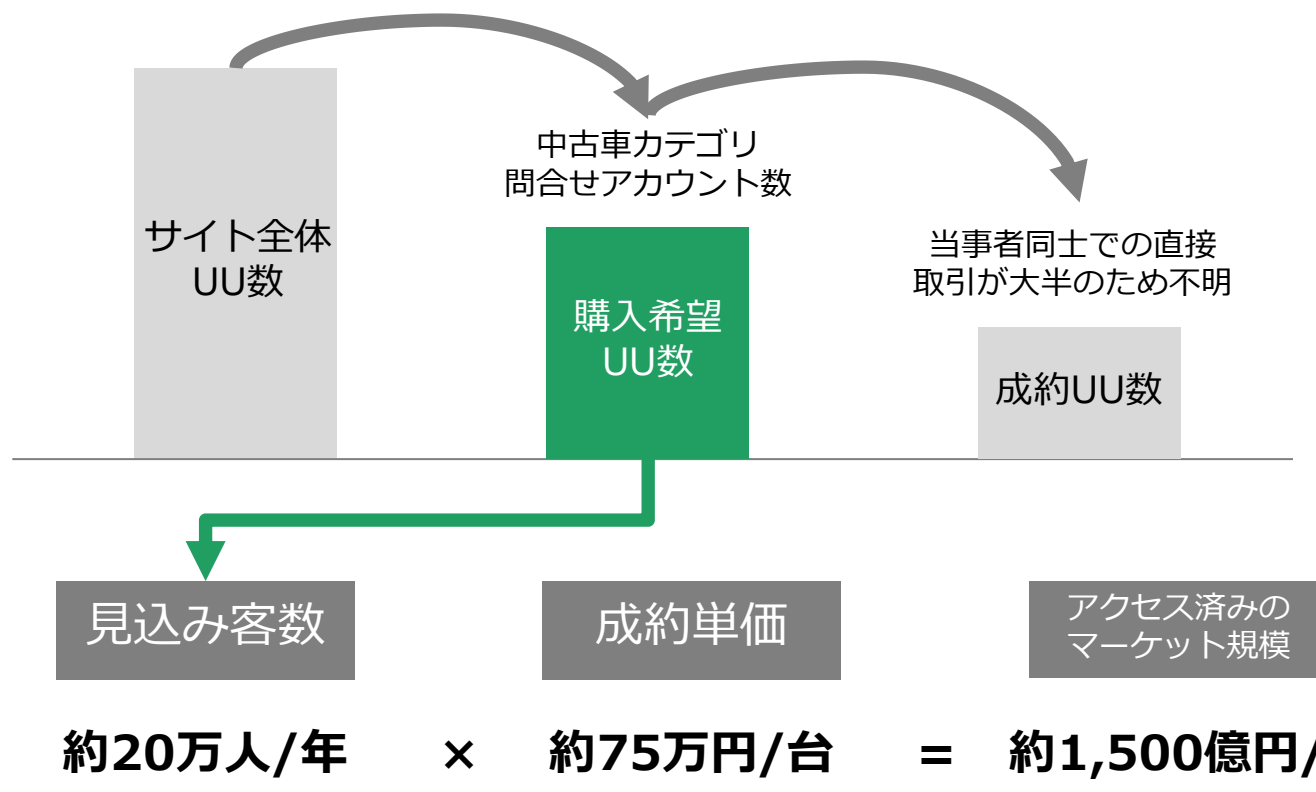 中古車カテゴリ
問合せアカウント数
サイト全体
UU数
当事者同士での直接
取引が大半のため不明
購入希望
UU数
成約UU数
見込み客数
成約単価
アクセス済みの
マーケット規模
約20万人/年 × 約75万円/台 = 約1,500億円/